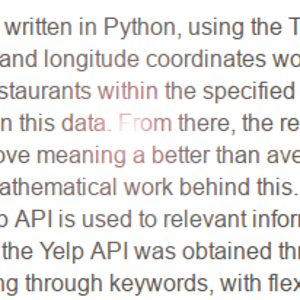 written in Python, using the T
and longitude coordinates wo
staurants within the specified
n this data. From there, the re
ove meaning a better than ave
athematical work behind this.
p API is used to relevant inform
the Yelp API was obtained thr
ng through keywords, with flex